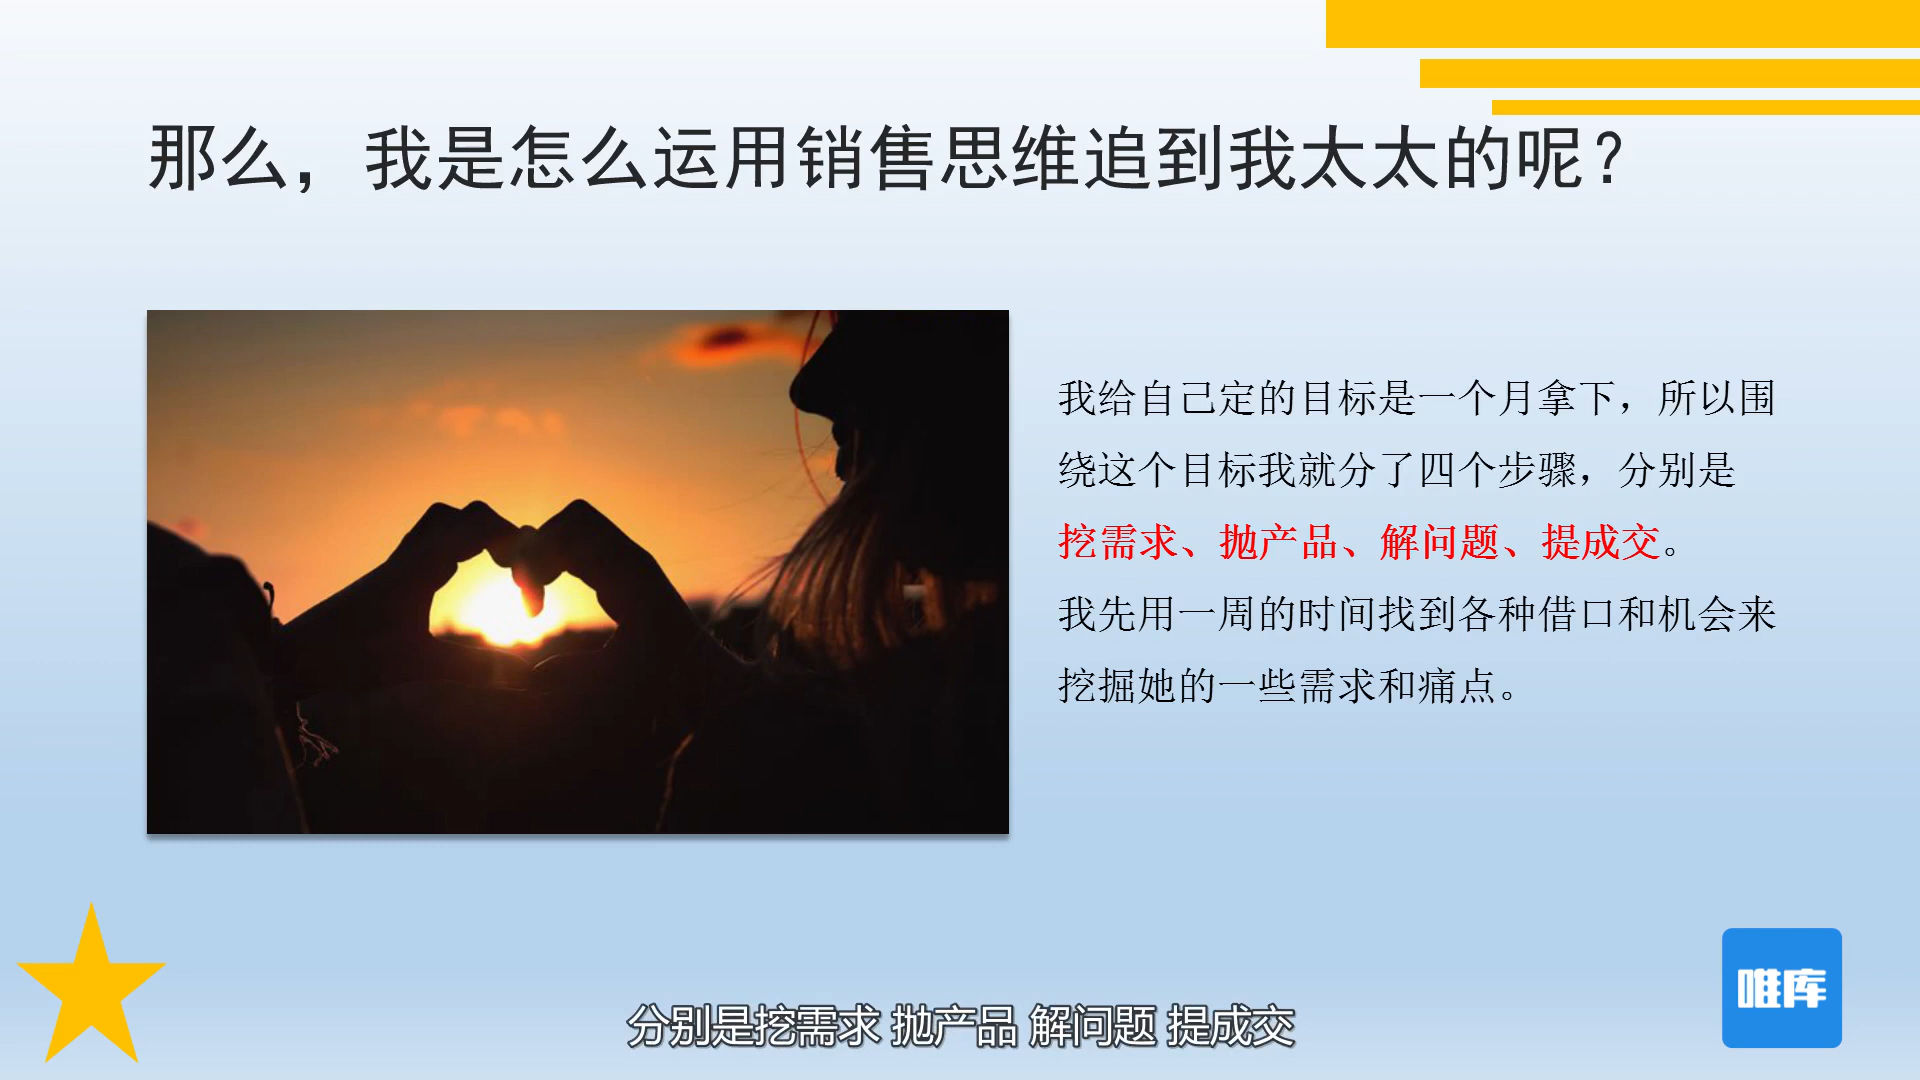 那么，我是怎么运用销售思维追到我太太的呢？
我给自己定的目标是一个月拿下，所以围
绕这个目标我就分了四个步骤，分别是
挖需求、抛产品、解问题、提成交。
我先用一周的时间找到各种借口和机会来
挖掘她的一些需求和痛点。
唯库
分别是挖需求 抛产品 解问题 提成交